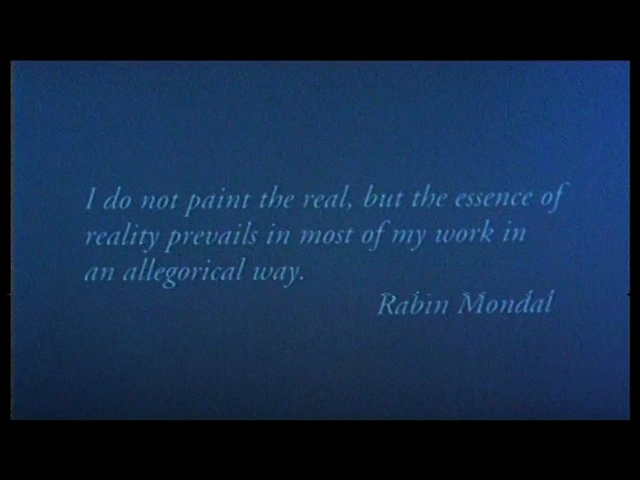 I do not paint the real, but the essence of
reality prevails in most of my work in
an allegorical way.
Rabin Mondal